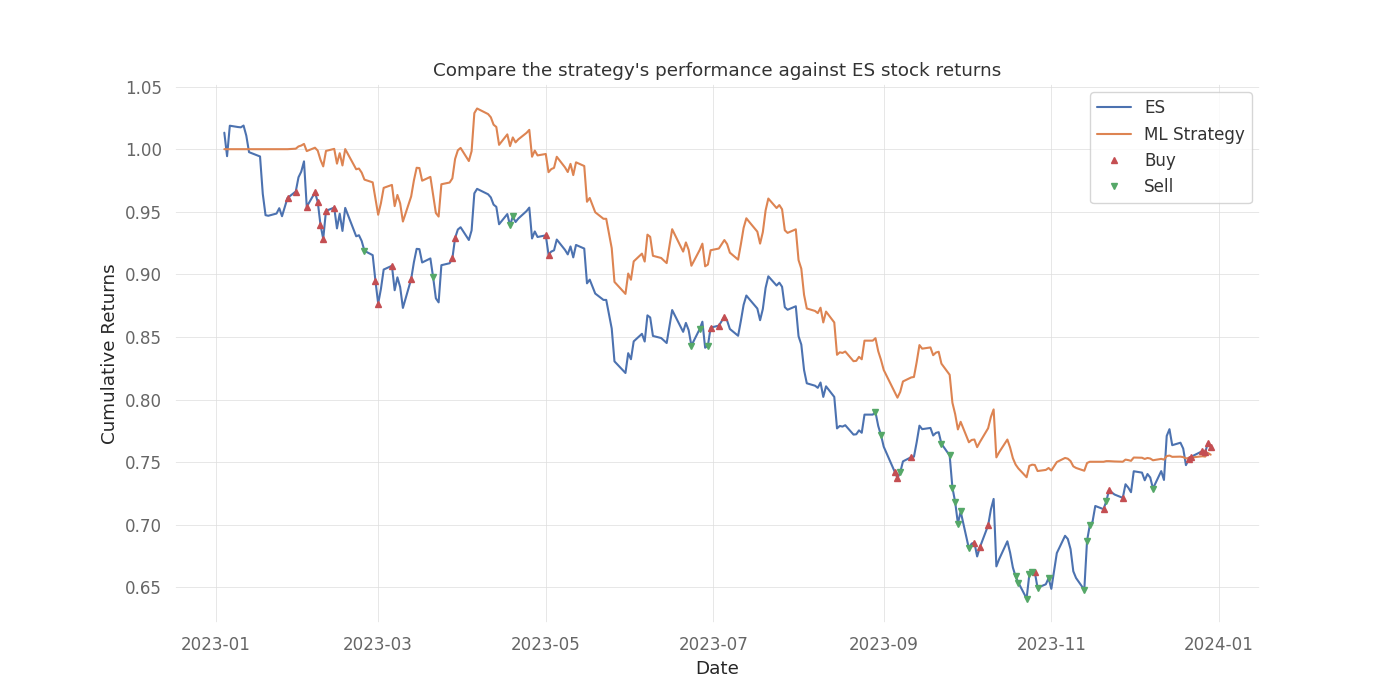 Compare the strategy's performance against ES stock returns
1.05
1.00
0.95
0.90
0.85
0.80
0.75
0.70
0.65
Cumulative Returns
ES
ML Strategy
Buy
Sell
2023-01 2023-03 2023-05 2023-07 2023-09 2023-11 2024-01
Date